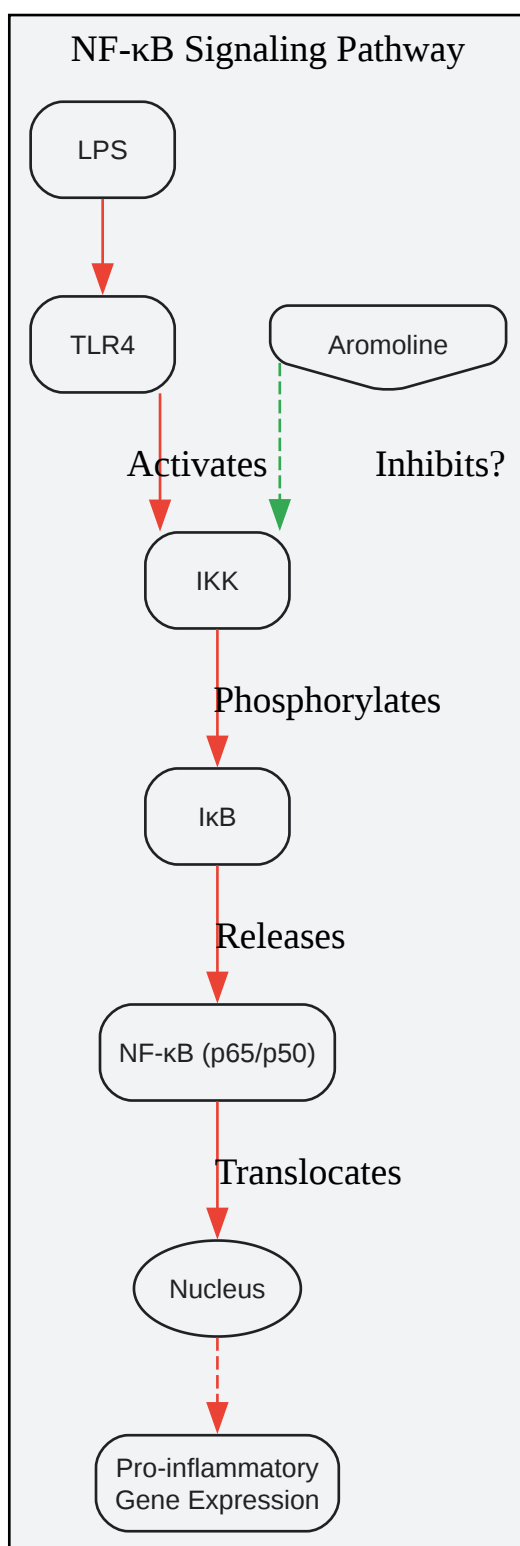 NF-κB Signaling Pathway
LPS
TLR4
Aromoline
Activates
Inhibits?
IKK
Phosphorylates
IκB
Releases
NF-κB (p65/p50)
Translocates
Nucleus
Pro-inflammatory
Gene Expression